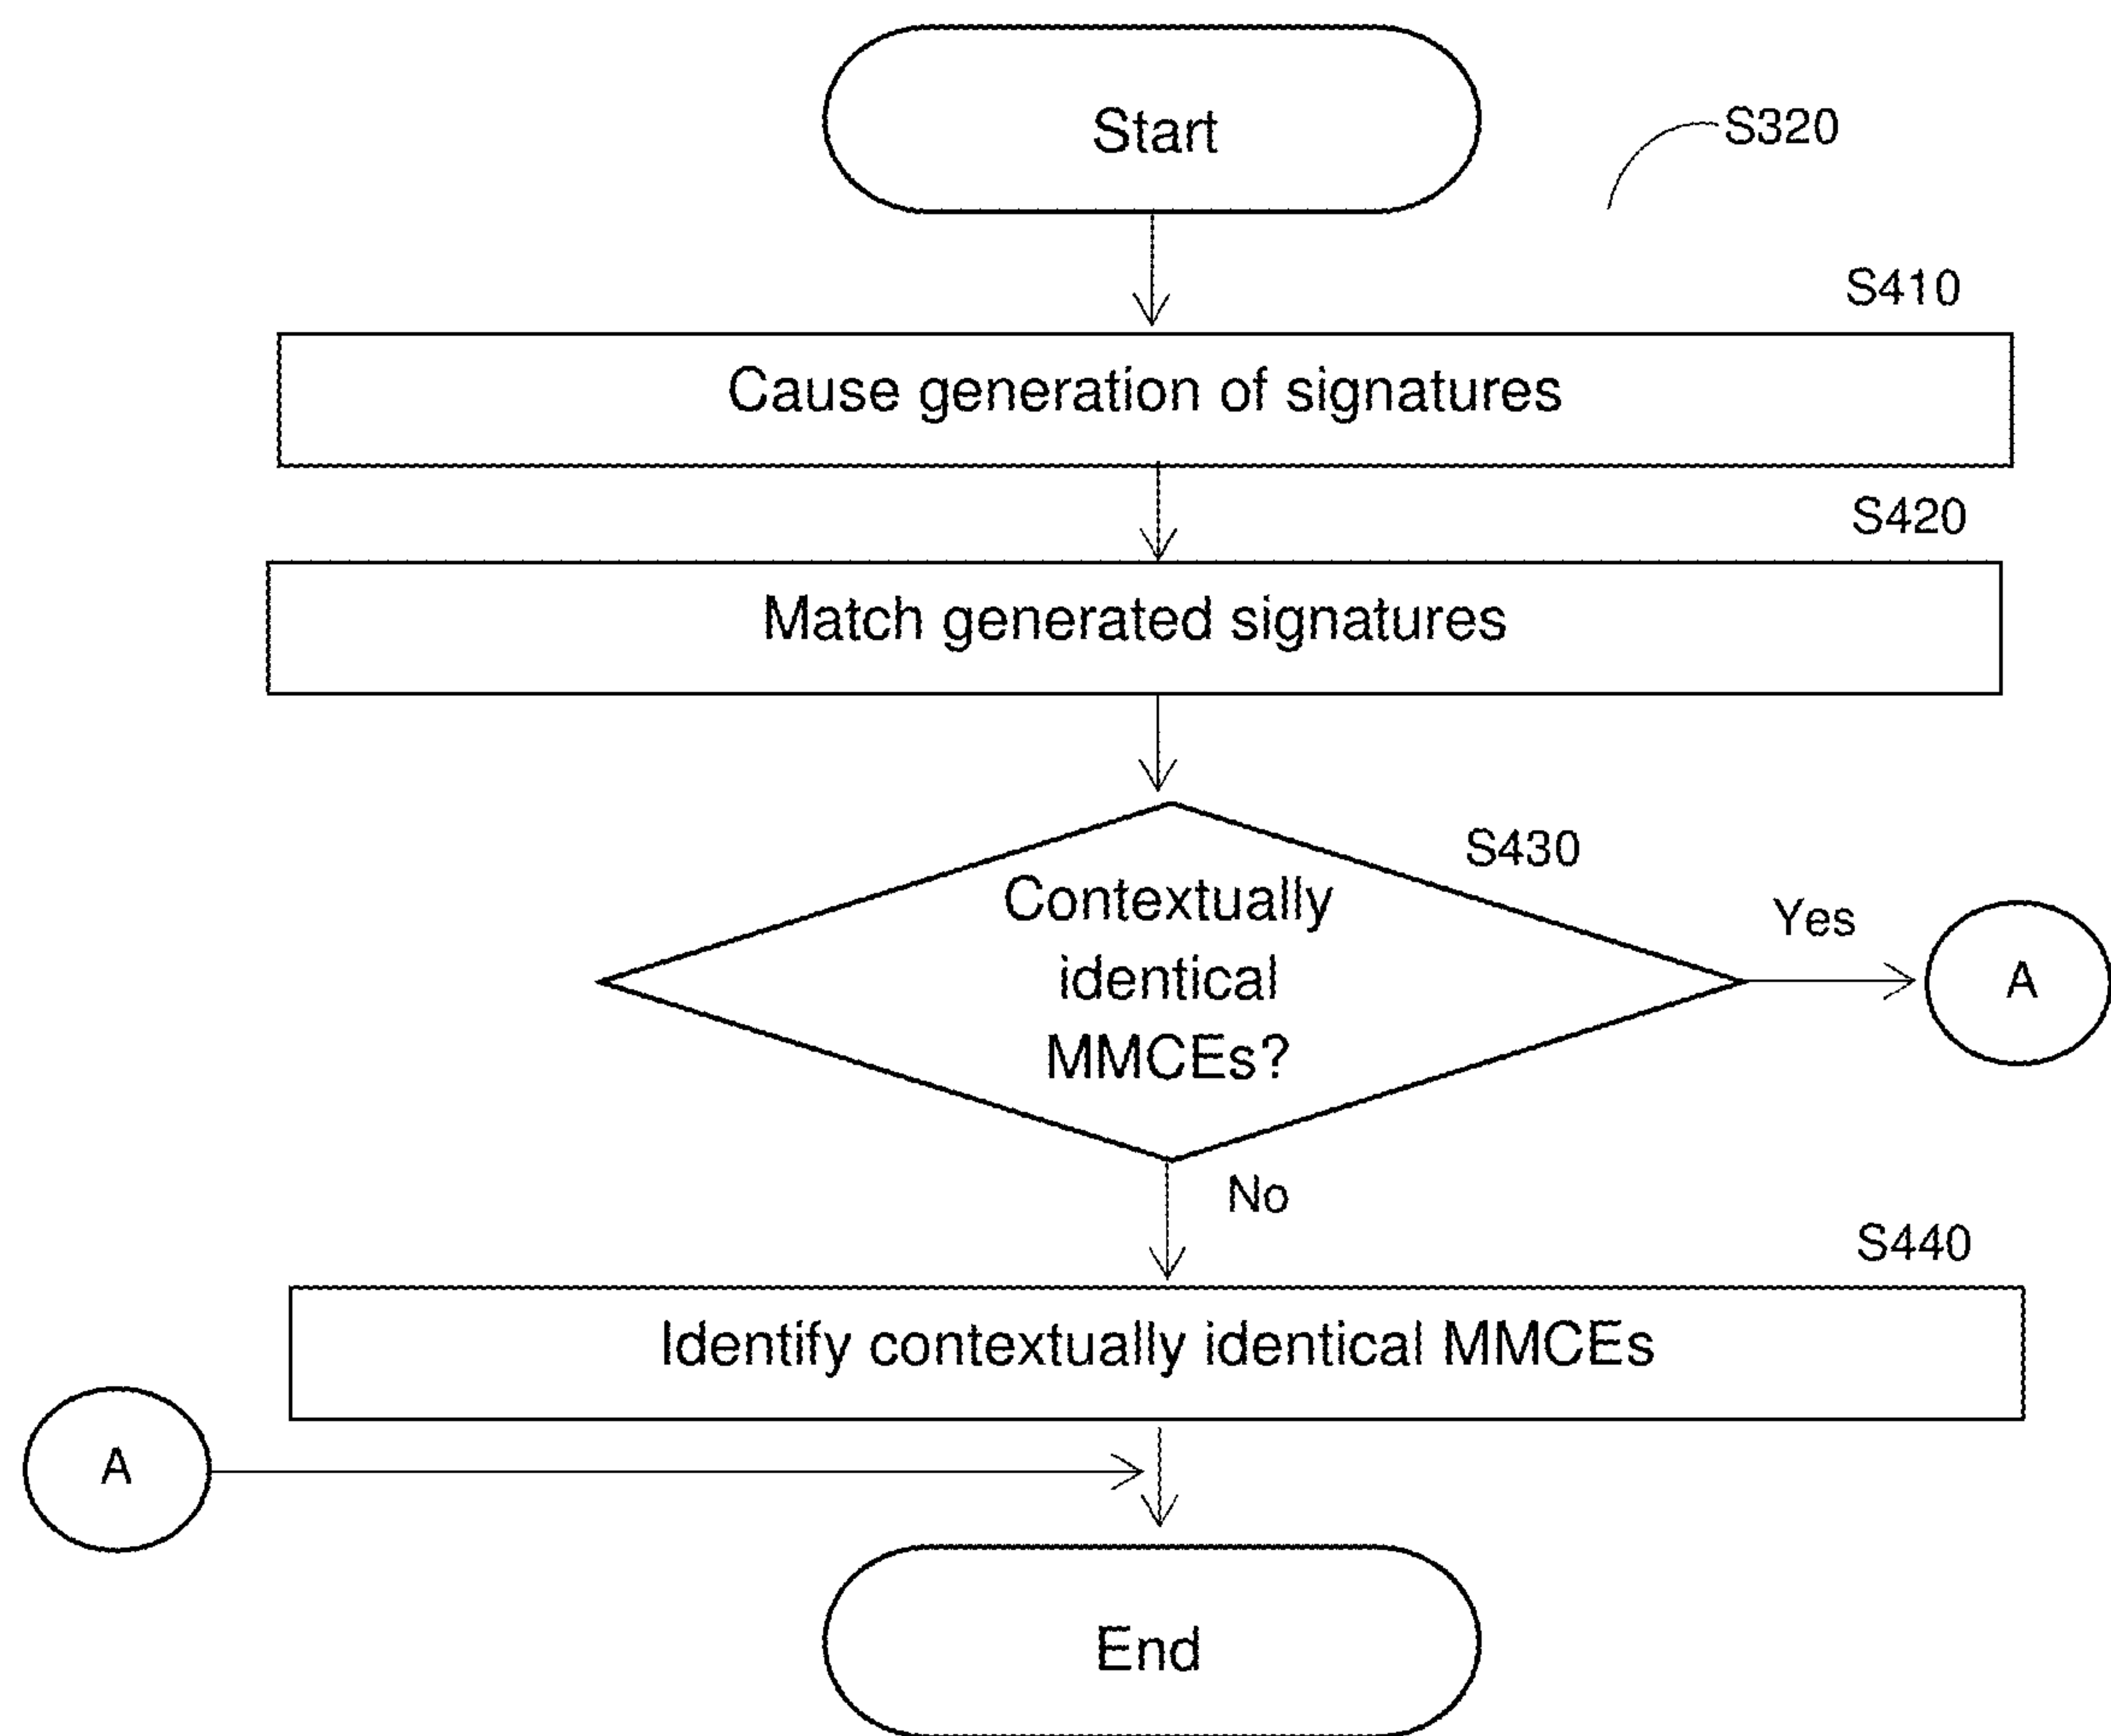 Start
S320
S410
Cause generation of signatures
S420
Match generated signatures
S430
Contextually
identical
MMCEs?
Yes
A
No
S440
Identify contextually identical MMCEs
A
End